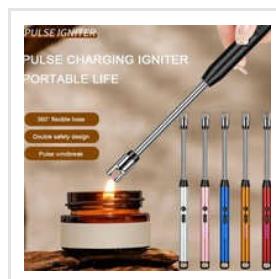 PULSE IGNITER
PULSE CHARGING IGNITER
PORTABLE LIFE
360° flexible hose
Double safety design
Pulse windbreak